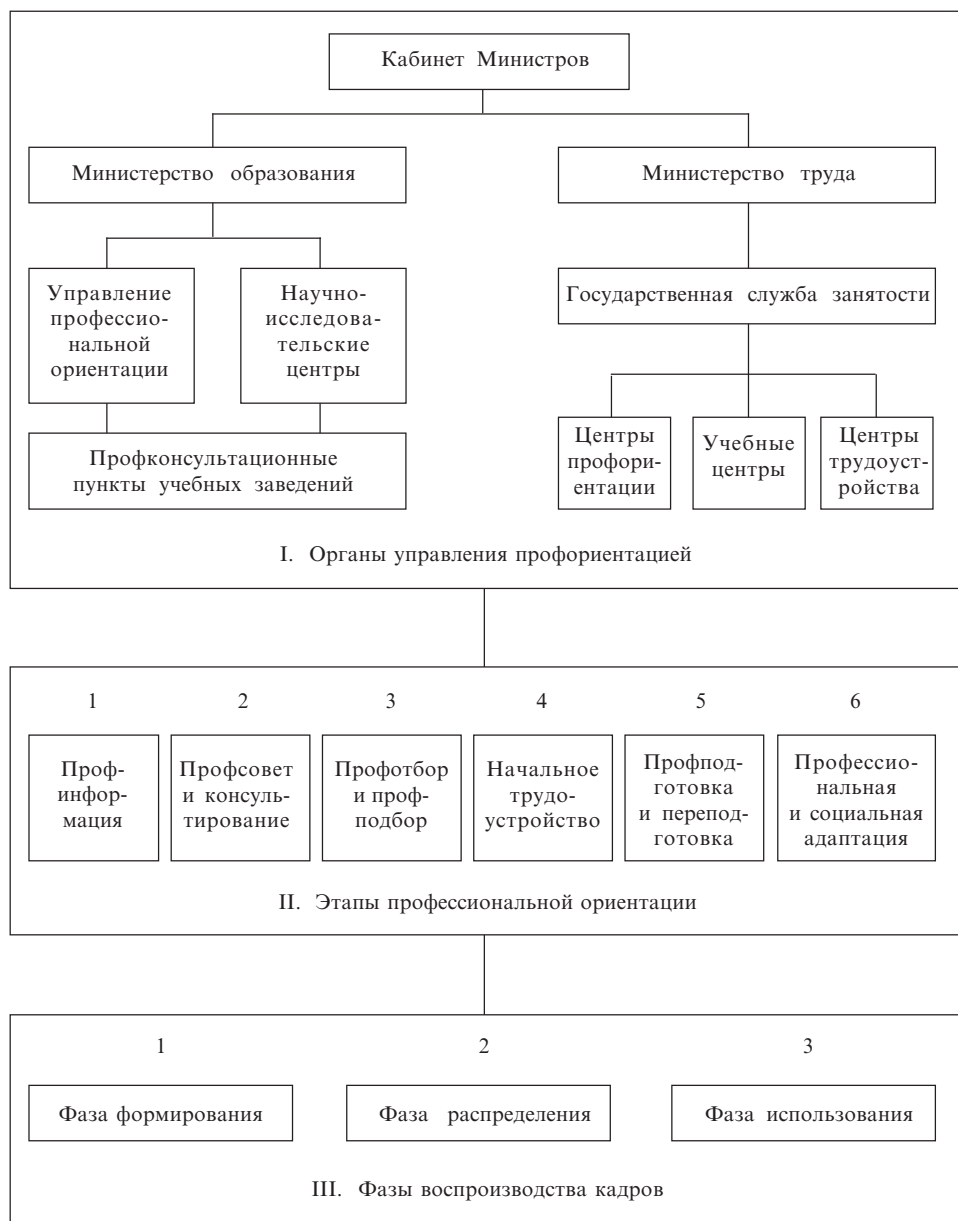 Кабинет Министров
Министерство образования
Министерство труда
Управление
профессио-
нальной
ориентации
Научно-
исследова-
тельские
центры
Государственная служба занятости
Профконсультационные
пункты учебных заведений
Центры
профори-
ентации
Учебные
центры
Центры
трудоуст-
ройства
I. Органы управления профориентацией
1
2
3
4
5
6
Проф-
инфор-
мация
Профсовет
и консуль-
тирование
Профотбор
и проф-
подбор
Начальное
трудо-
устройство
Профпод-
готовка
и переподг-
готовка
Профессио-
нальная
и социальная
адаптация
II. Этапы профессиональной ориентации
1
2
3
Фаза формирования
Фаза распределения
Фаза использования
III. Фазы воспроизводства кадров